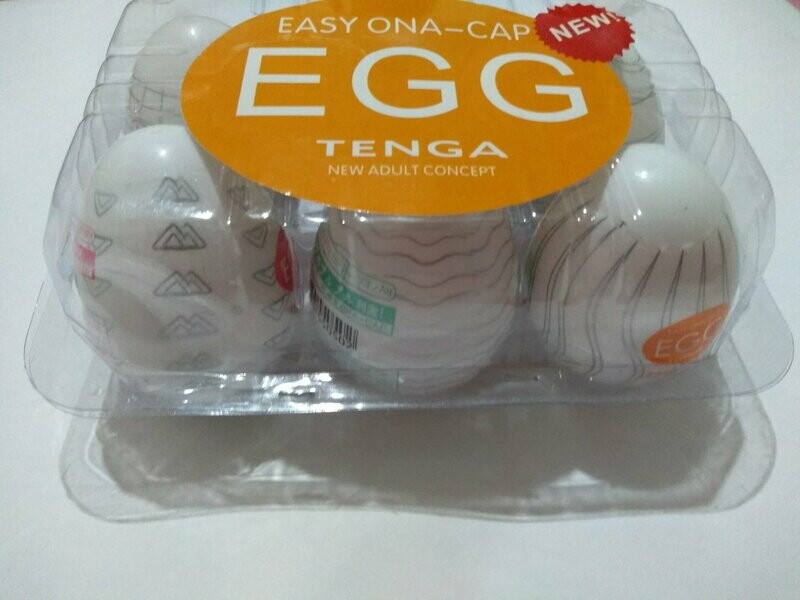 EASY ONA-CAP
NEW!
EGG
TENGA
NEW ADULT CONCEPT
EGG